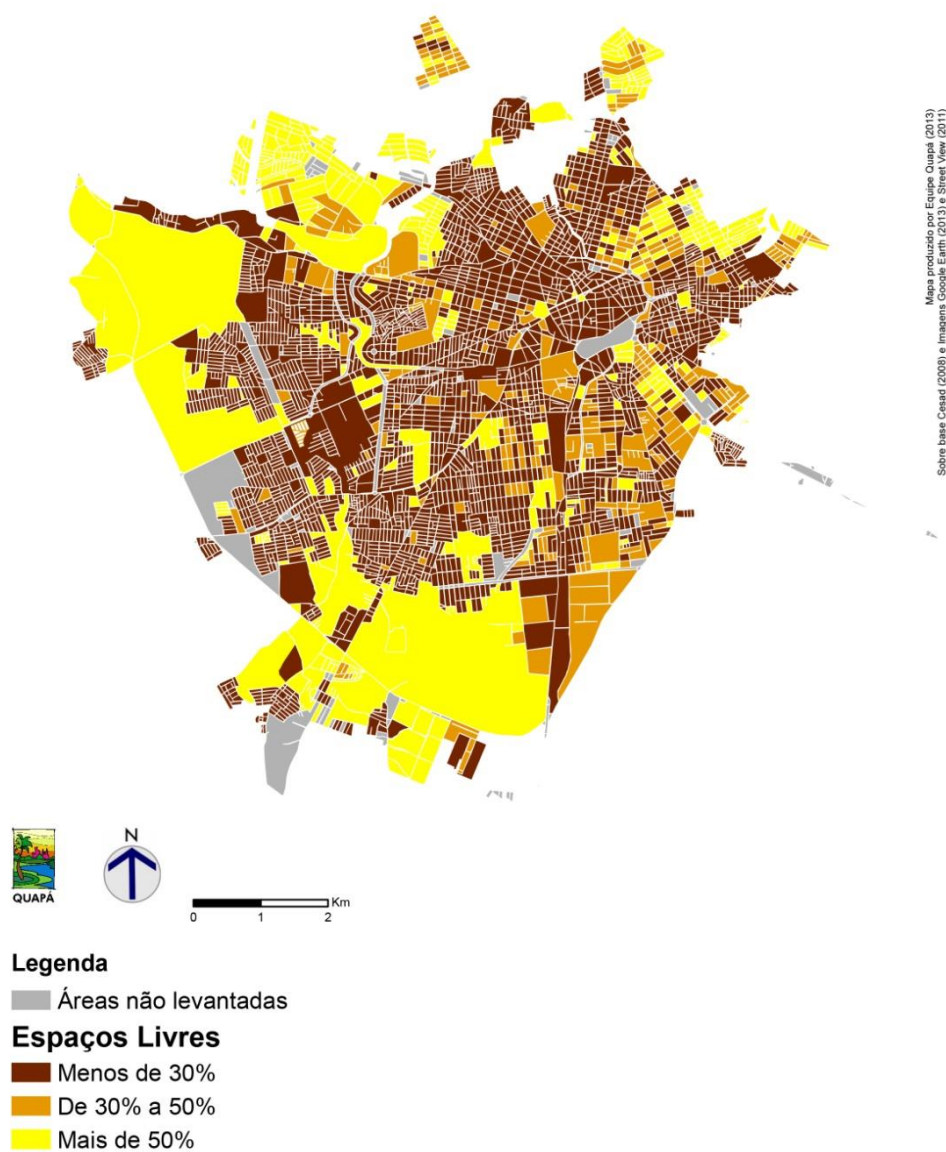 Mapa produzido por Equipe Quapá (2013)
Sobre base Cesad (2008) e Imagens Google Earth (2013) e Street View (2011)
QUAPÁ
N
Km
0 1 2
Legenda
Áreas não levantadas
Espaços Livres
Menos de 30%
De 30% a 50%
Mais de 50%